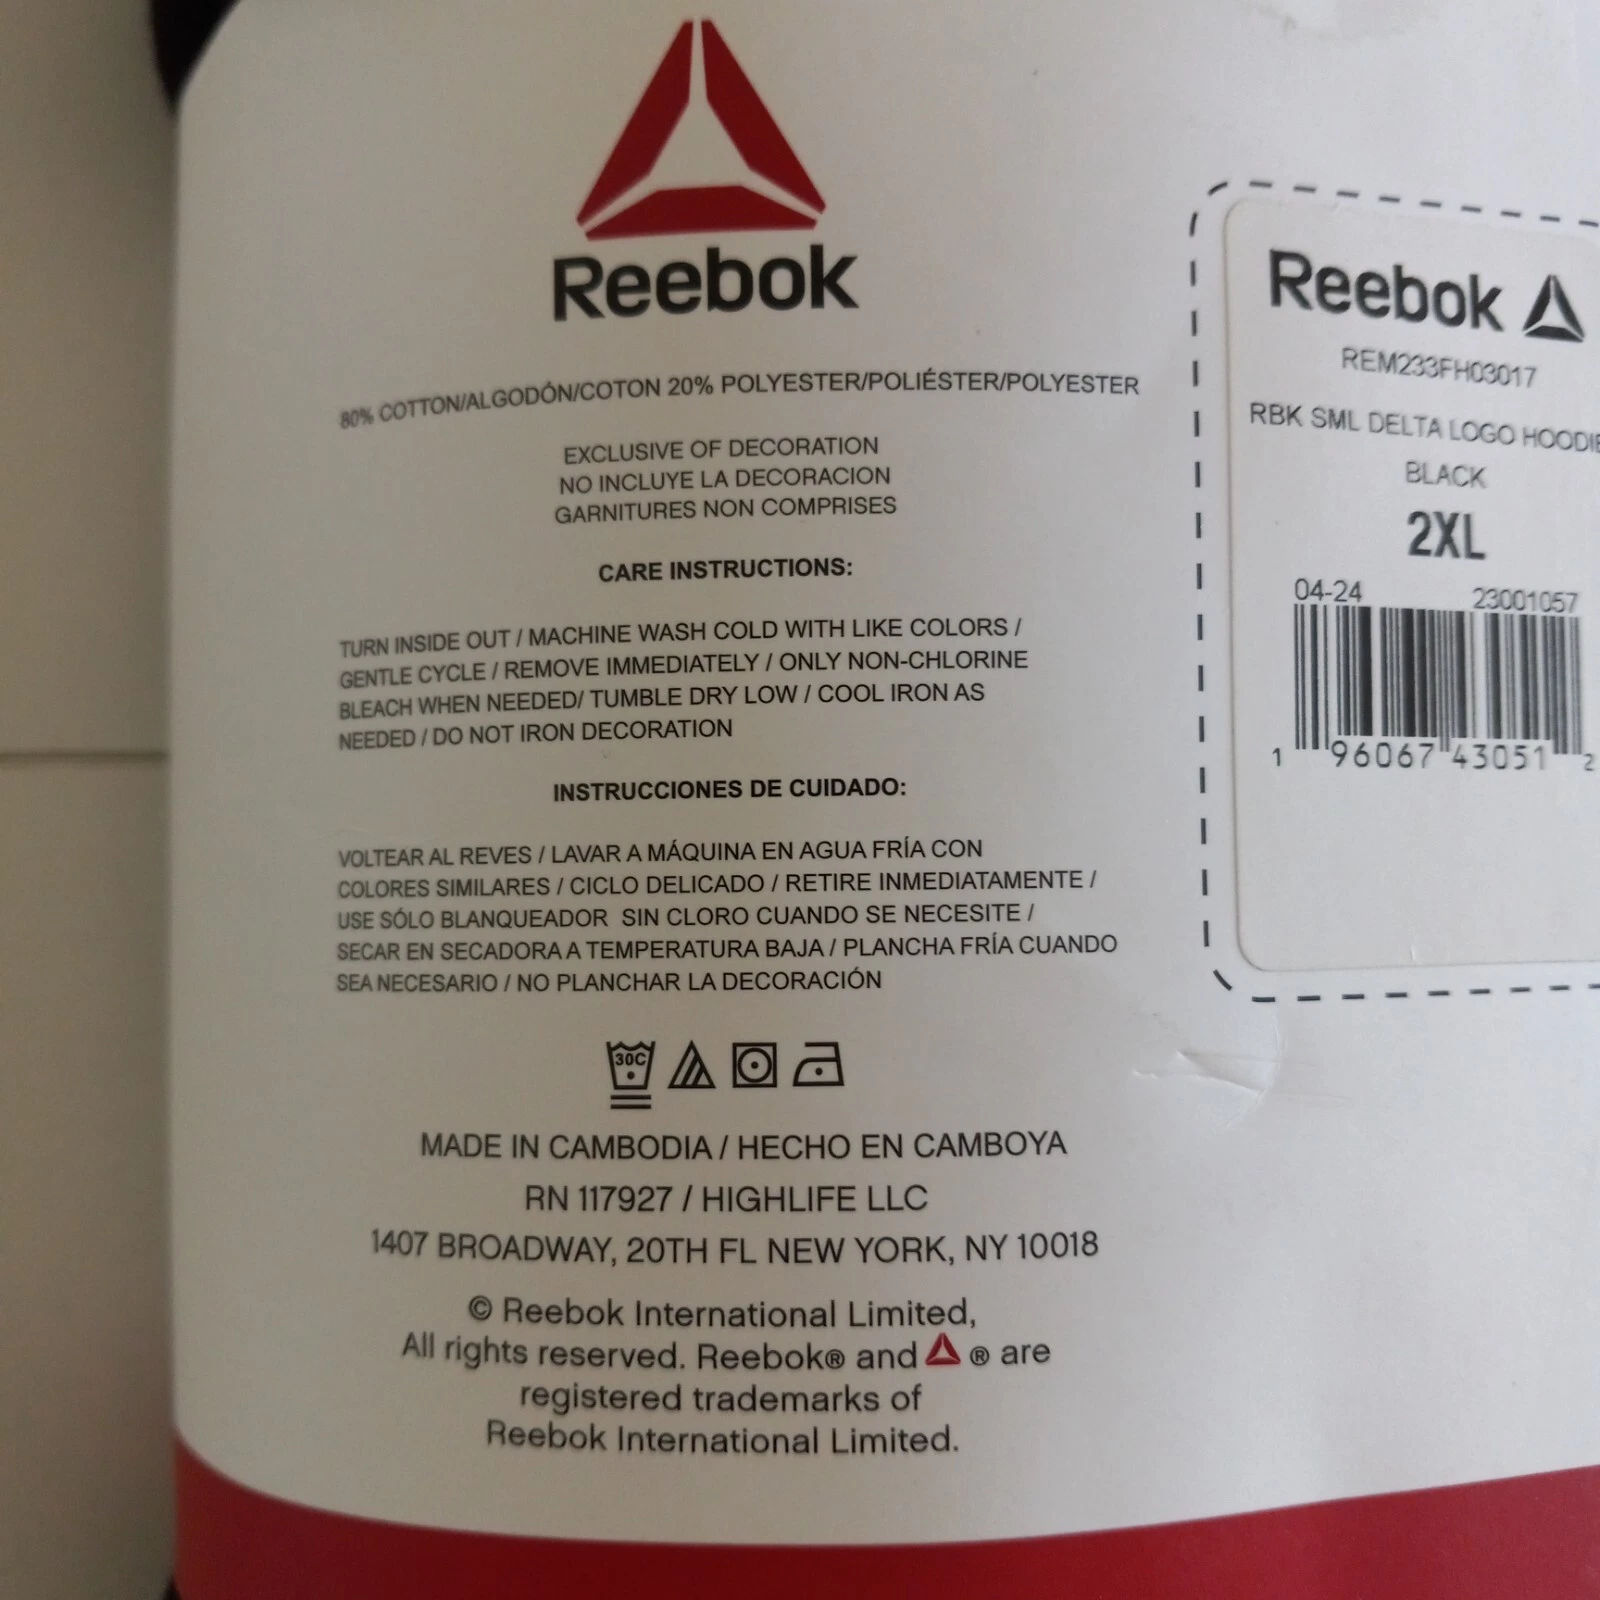 Reebok
80% COTTON/ALGODÓN/COTON 20% POLYESTER/POLIÉSTER/POLYESTER
EXCLUSIVE OF DECORATION
NO INCLUYE LA DECORACION
GARNITURES NON COMPRISES
CARE INSTRUCTIONS:
TURN INSIDE OUT / MACHINE WASH COLD WITH LIKE COLORS /
GENTLE CYCLE / REMOVE IMMEDIATELY / ONLY NON-CHLORINE
BLEACH WHEN NEEDED/ TUMBLE DRY LOW / COOL IRON AS
NEEDED / DO NOT IRON DECORATION
INSTRUCCIONES DE CUIDADO:
VOLTEAR AL REVES / LAVAR A MÁQUINA EN AGUA FRÍA CON
COLORES SIMILARES / CICLO DELICADO / RETIRE INMEDIATAMENTE /
USE SÓLO BLANQUEADOR SIN CLORO CUANDO SE NECESITE /
SECAR EN SECADORA A TEMPERATURA BAJA / PLANCHA FRÍA CUANDO
SEA NECESARIO / NO PLANCHAR LA DECORACIÓN
30C
MADE IN CAMBODIA / HECHO EN CAMBOYA
RN 117927 / HIGHLIFE LLC
1407 BROADWAY, 20TH FL NEW YORK, NY 10018
© Reebok International Limited,
All rights reserved. Reebok® and ® are
registered trademarks of
Reebok International Limited.
Reebok
REM233FH03017
RBK SML DELTA LOGO HOODIE
BLACK
2XL
04-24 23001057
1 96067 43051 2